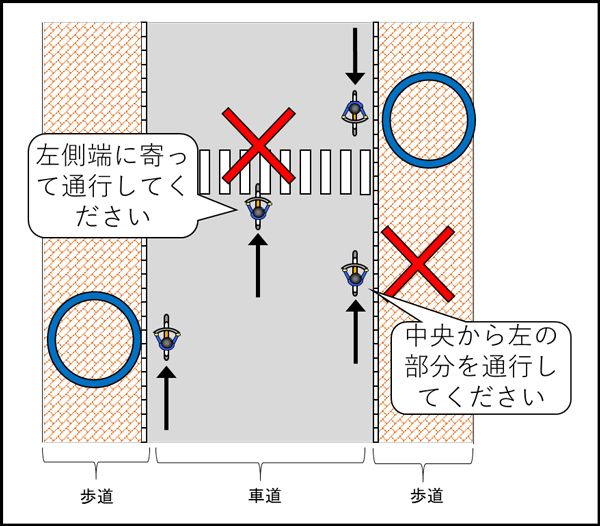 左側端に寄っ
て通行してく
ださい
中央から左の
部分を通行し
てください
歩道
車道
歩道